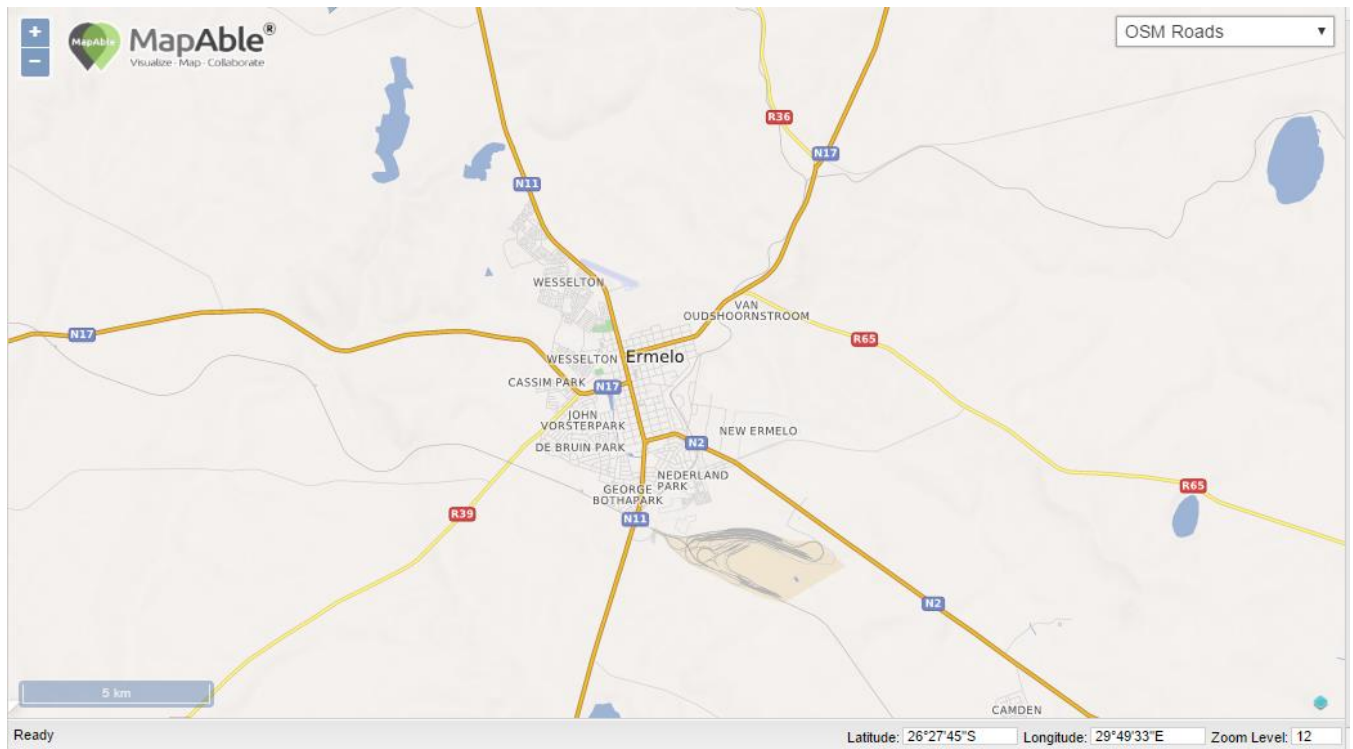 +
MapAble
MapAble®
Visualize · Map · Collaborate
OSM Roads
−
R36
N17
N11
WESSELTON
VAN
OUDSHOORNSTROOM
N17
R65
WESSELTON
Ermelo
CASSIM PARK
N17
JOHN
VORSTERPARK
NEW ERMELO
N2
DE BRUIN PARK
NEDERLAND
PARK
R65
GEORGE
BOTHAPARK
R39
N11
N2
5 km
CAMDEN
Ready
Latitude: 26°27'45"S Longitude: 29°49'33"E Zoom Level: 12